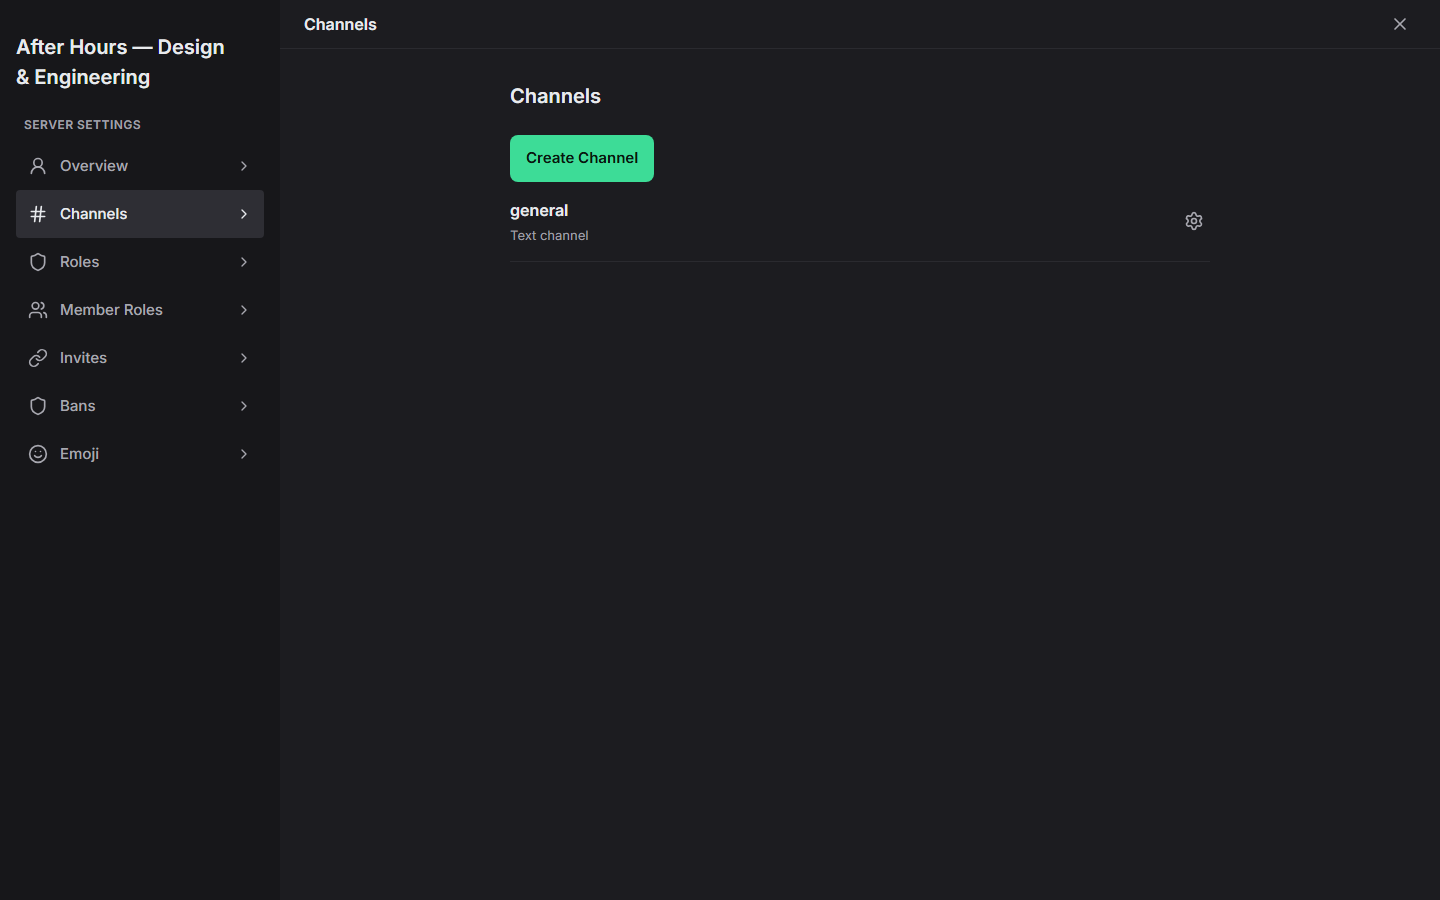 After Hours — Design
& Engineering
SERVER SETTINGS
Overview
Channels
Roles
Member Roles
Invites
Bans
Emoji
Channels
Channels
Create Channel
general
Text channel